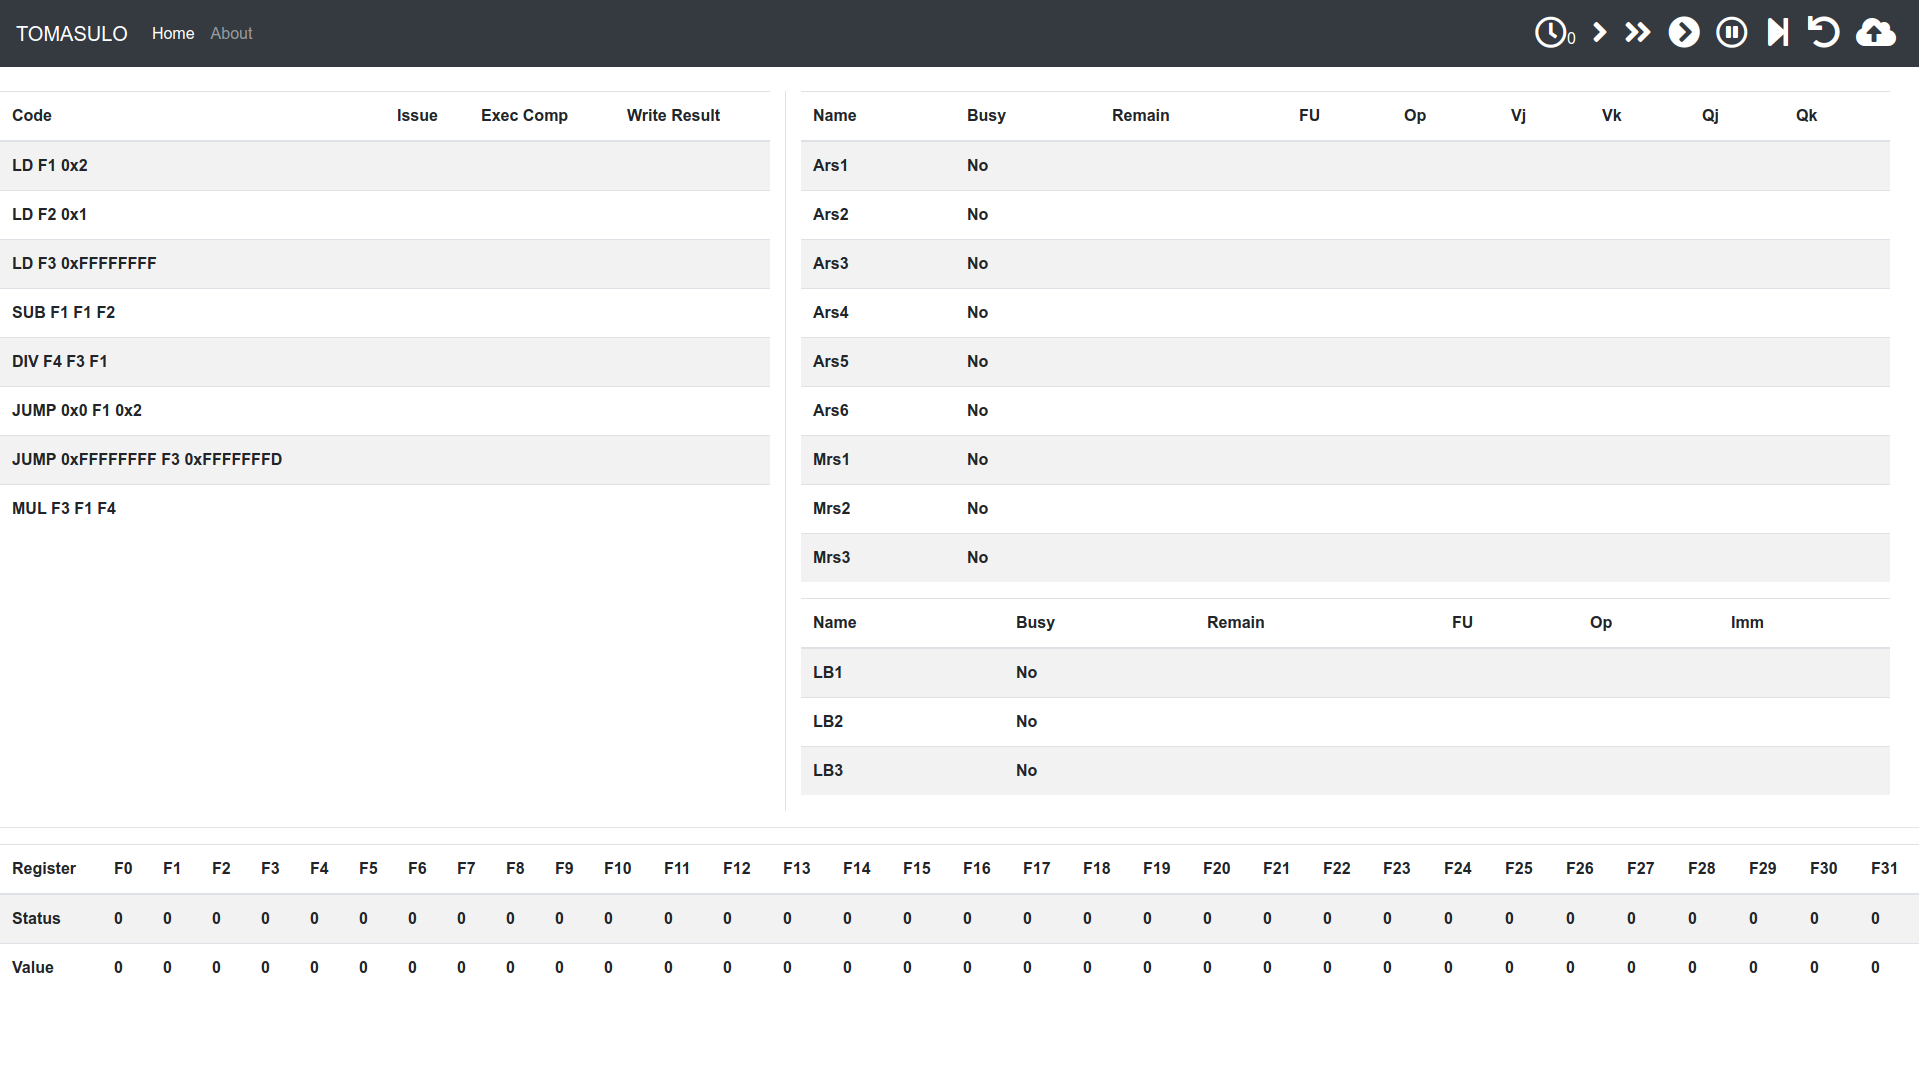 TOMASULO Home About 0
Code Issue Exec Comp Write Result
LD F1 0x2
LD F2 0x1
LD F3 0xFFFFFFFF
SUB F1 F1 F2
DIV F4 F3 F1
JUMP 0x0 F1 0x2
JUMP 0xFFFFFFFF F3 0xFFFFFFFD
MUL F3 F1 F4
Name Busy Remain FU Op Vj Vk Qj Qk
Ars1 No
Ars2 No
Ars3 No
Ars4 No
Ars5 No
Ars6 No
Mrs1 No
Mrs2 No
Mrs3 No
Name Busy Remain FU Op Imm
LB1 No
LB2 No
LB3 No
Register F0 F1 F2 F3 F4 F5 F6 F7 F8 F9 F10 F11 F12 F13 F14 F15 F16 F17 F18 F19 F20 F21 F22 F23 F24 F25 F26 F27 F28 F29 F30 F31
Status 0 0 0 0 0 0 0 0 0 0 0 0 0 0 0 0 0 0 0 0 0 0 0 0 0 0 0 0 0 0 0 0
Value 0 0 0 0 0 0 0 0 0 0 0 0 0 0 0 0 0 0 0 0 0 0 0 0 0 0 0 0 0 0 0 0